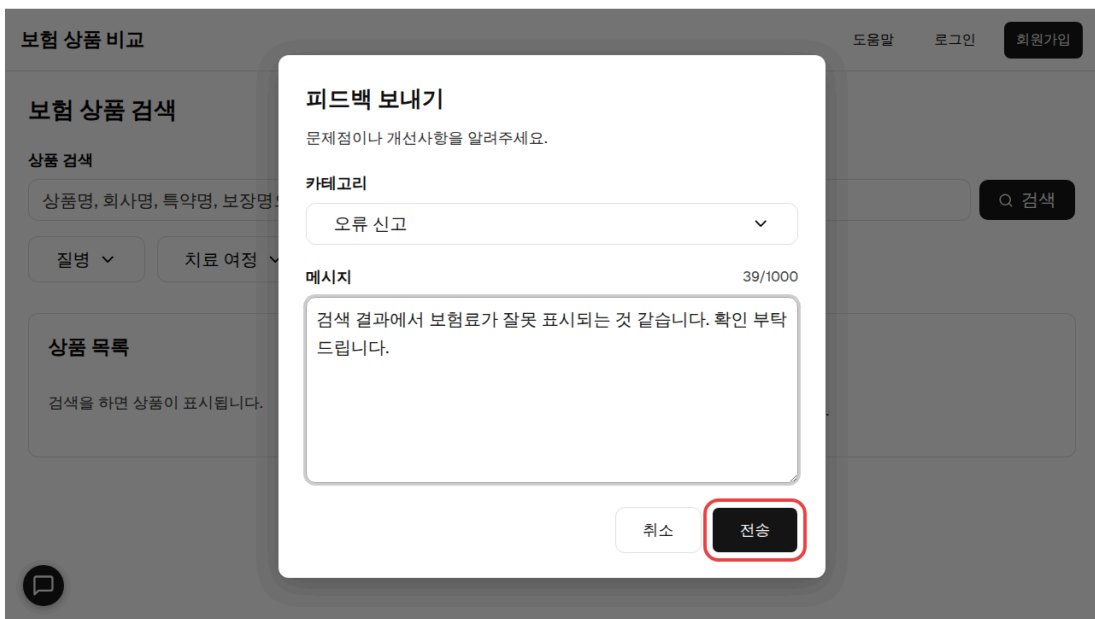 보험 상품 비교
도움말
로그인
회원가입
보험 상품 검색
상품 검색
상품명, 회사명, 특약명, 보장명
검색
질병
치료 여정
상품 목록
검색을 하면 상품이 표시됩니다.
피드백 보내기
문제점이나 개선사항을 알려주세요.
카테고리
오류 신고
메시지
39/1000
검색 결과에서 보험료가 잘못 표시되는 것 같습니다. 확인 부탁
드립니다.
취소
전송